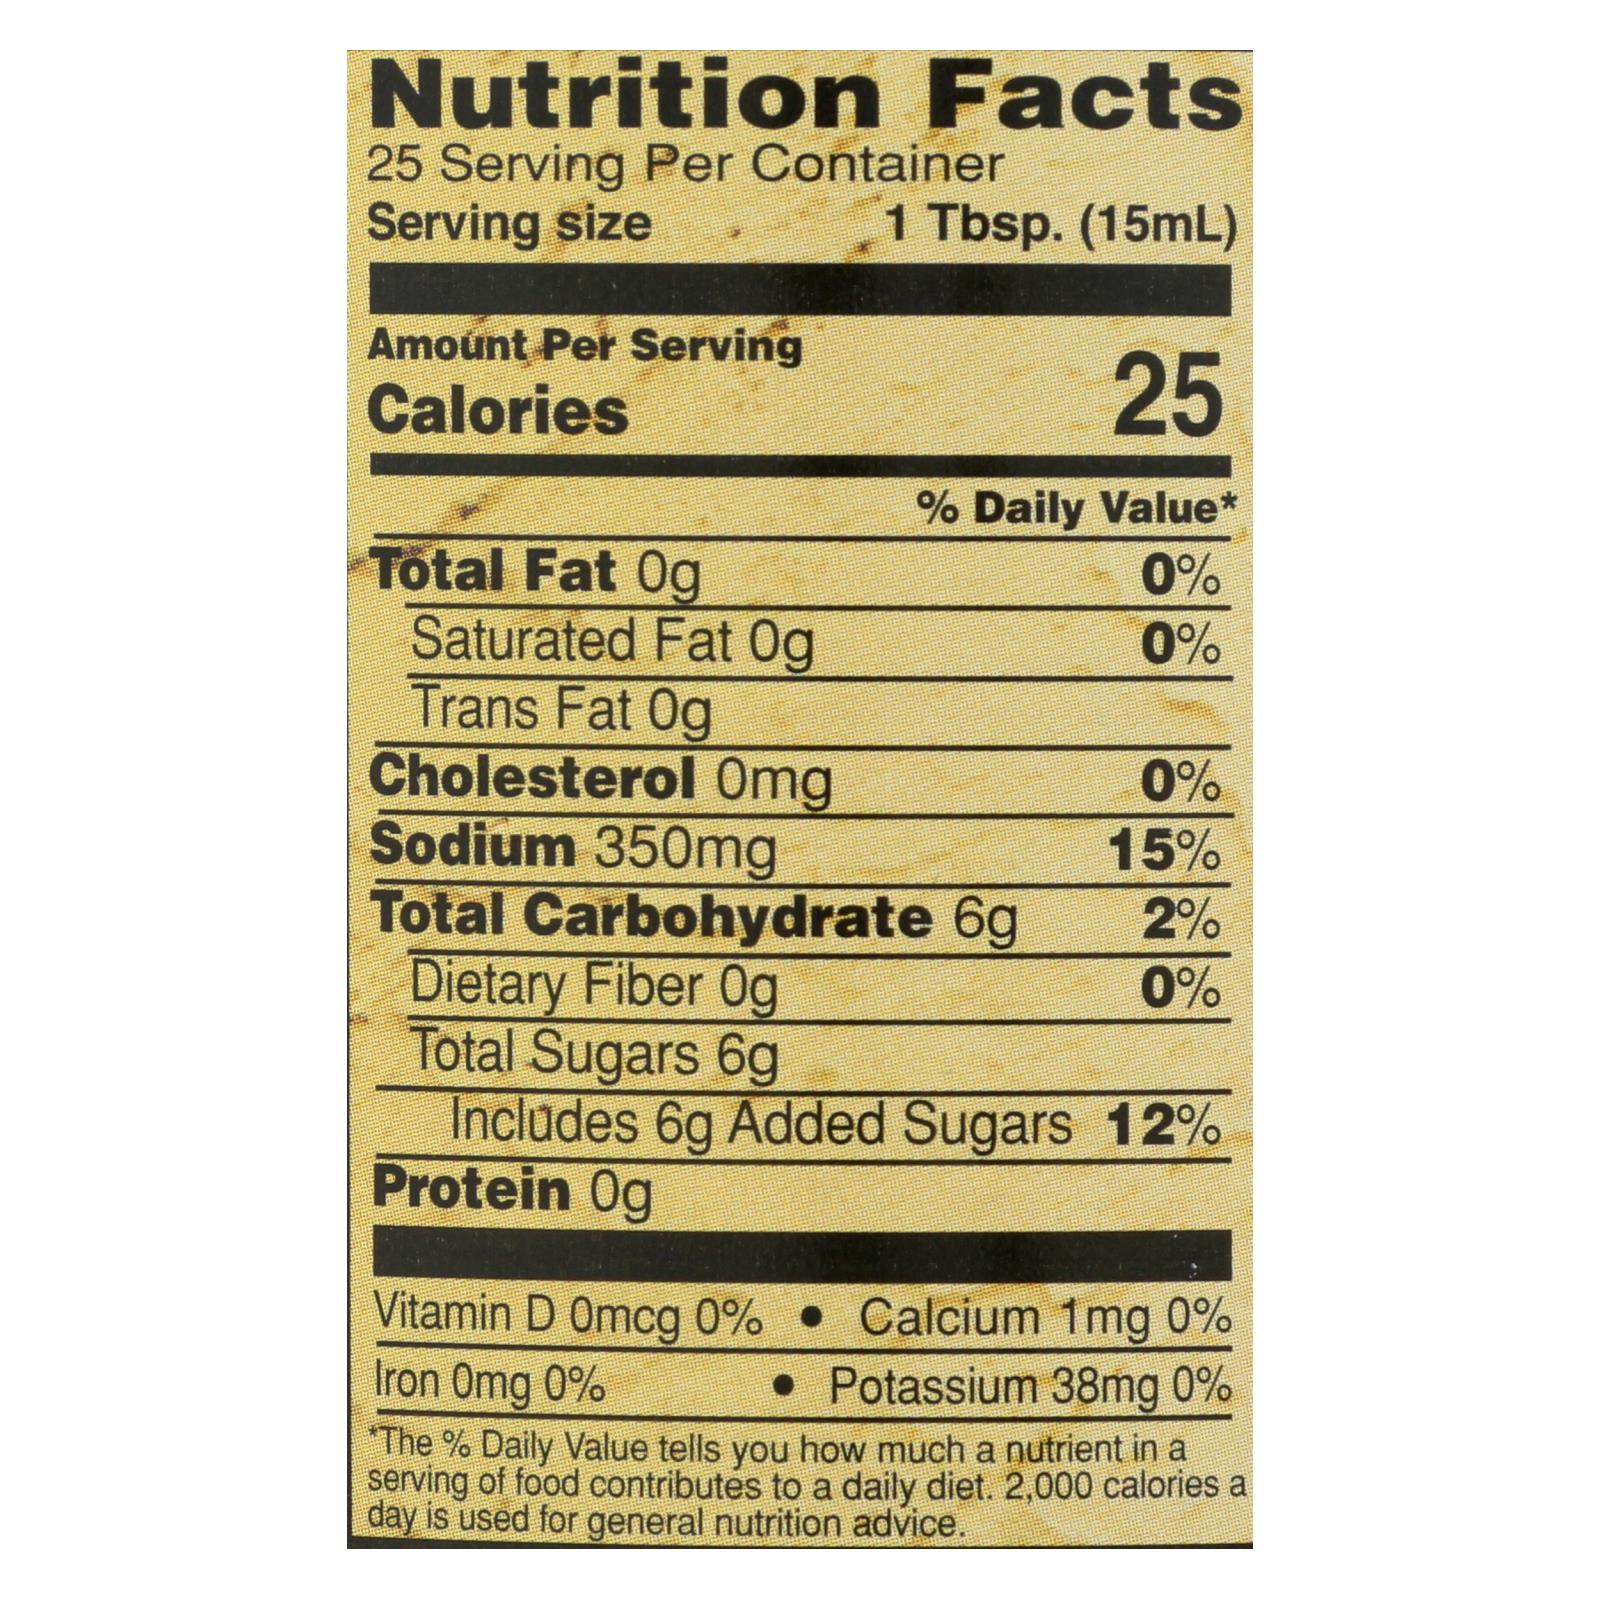 Nutrition Facts
25 Serving Per Container
Serving size 1 Tbsp. (15mL)
Amount Per Serving
Calories 25
% Daily Value*
Total Fat 0g 0%
Saturated Fat 0g 0%
Trans Fat 0g
Cholesterol 0mg 0%
Sodium 350mg 15%
Total Carbohydrate 6g 2%
Dietary Fiber 0g 0%
Total Sugars 6g
Includes 6g Added Sugars 12%
Protein 0g
Vitamin D 0mcg 0% • Calcium 1mg 0%
Iron 0mg 0% • Potassium 38mg 0%
*The % Daily Value tells you how much a nutrient in a
serving of food contributes to a daily diet. 2,000 calories a
day is used for general nutrition advice.